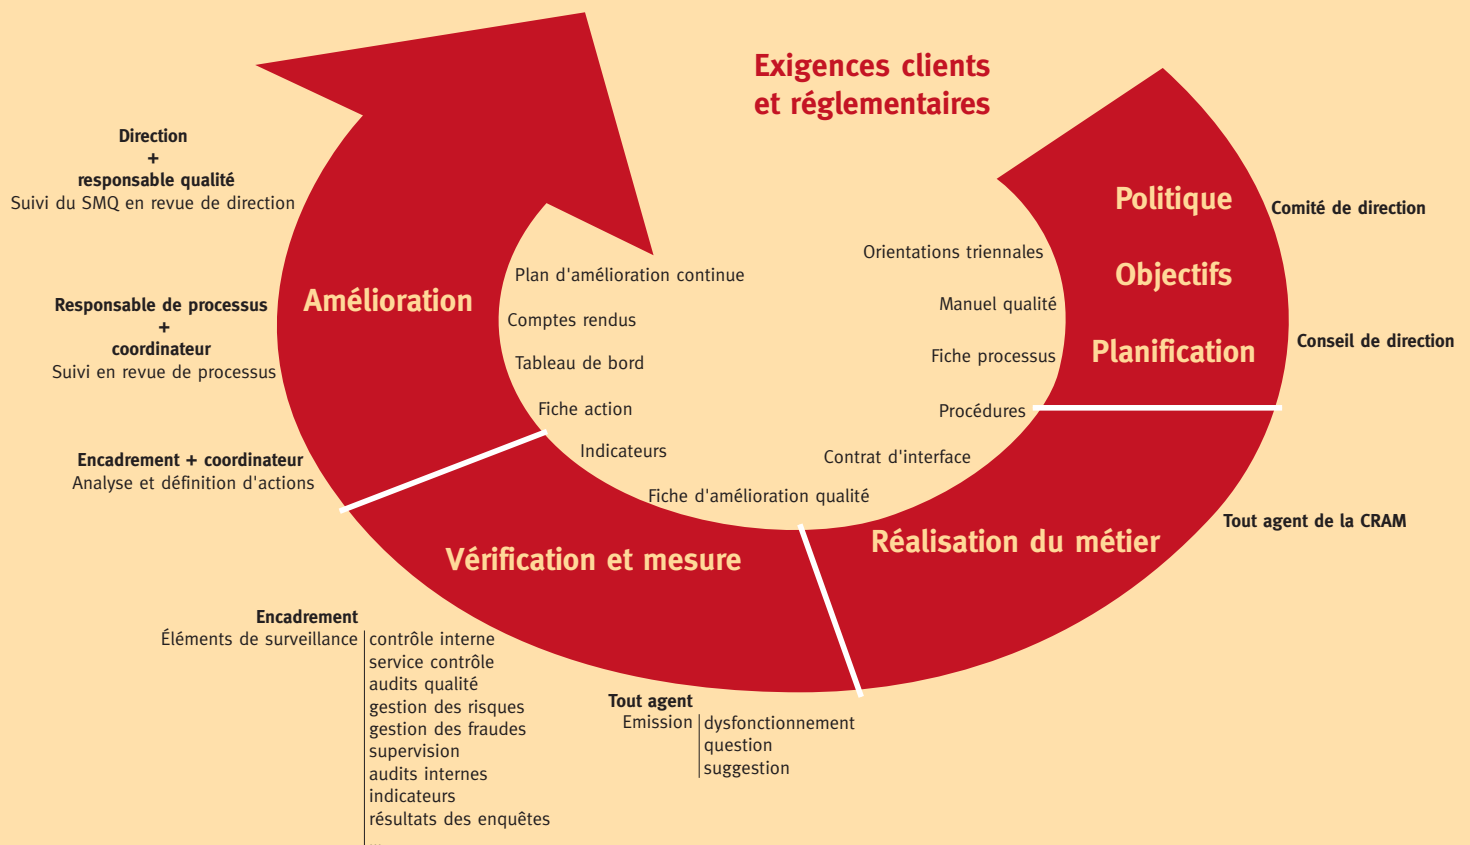 Exigences clients
et réglementaires
Politique
Objectifs
Planification
Comité de direction
Conseil de direction
Orientations triennales
Manuel qualité
Fiche processus
Procédures
Contrat d'interface
Réalisation du métier
Tout agent de la CRAM
Fiche d'amélioration qualité
Indicateurs
Vérification et mesure
Tout agent
Emission
dysfonctionnement
question
suggestion
Encadrement
Éléments de surveillance
contrôle interne
service contrôle
audits qualité
gestion des risques
gestion des fraudes
supervision
audits internes
indicateurs
résultats des enquêtes
...
Amélioration
Plan d'amélioration continue
Comptes rendus
Tableau de bord
Fiche action
Direction
+
responsable qualité
Suivi du SMQ en revue de direction
Responsable de processus
+
coordinateur
Suivi en revue de processus
Encadrement + coordinateur
Analyse et définition d'actions